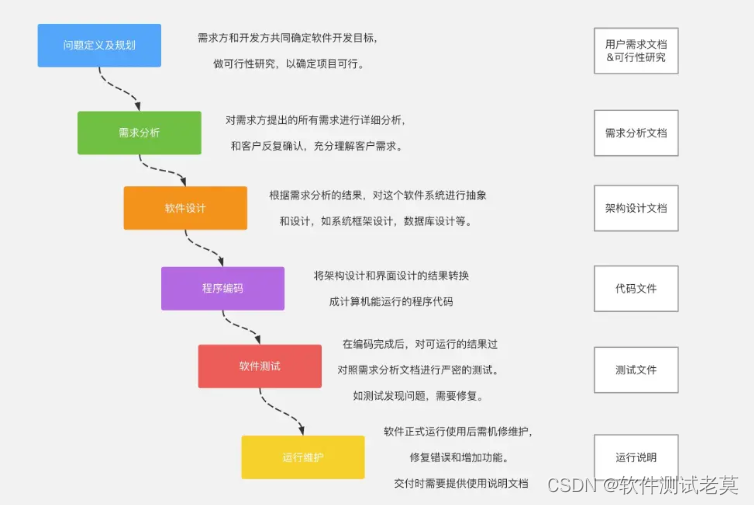 问题定义及规划
需求方和开发方共同确定软件开发目标，
做可行性研究，以确定项目可行。
用户需求文档
&可行性研究
需求分析
对需求方提出的所有需求进行详细分析，
和客户反复确认，充分理解客户需求。
需求分析文档
软件设计
根据需求分析的结果，对这个软件系统进行抽象
和设计，如系统框架设计，数据库设计等。
架构设计文档
程序编码
将架构设计和界面设计的结果转换
成计算机能运行的程序代码
代码文件
软件测试
在编码完成后，对可运行的结果过
对照需求分析文档进行严密的测试。
如测试发现问题，需要修复。
测试文件
运行维护
软件正式运行使用后需机修维护，
修复错误和增加功能。
交付时需要提供使用说明文档
运行说明
CSDN @软件测试老莫